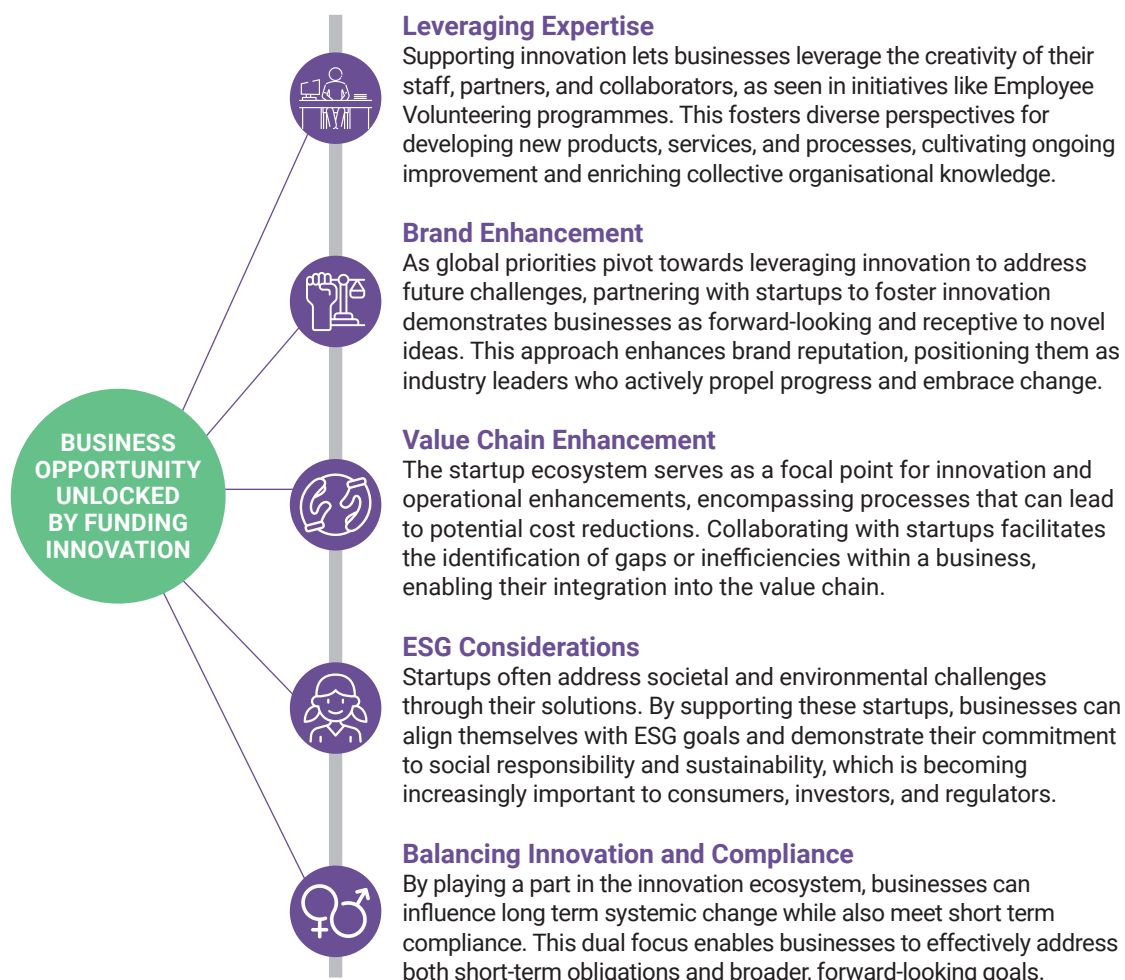 Leveraging Expertise
Supporting innovation lets businesses leverage the creativity of their
staff, partners, and collaborators, as seen in initiatives like Employee
Volunteering programmes. This fosters diverse perspectives for
developing new products, services, and processes, cultivating ongoing
improvement and enriching collective organisational knowledge.
Brand Enhancement
As global priorities pivot towards leveraging innovation to address
future challenges, partnering with startups to foster innovation
demonstrates businesses as forward-looking and receptive to novel
ideas. This approach enhances brand reputation, positioning them as
industry leaders who actively propel progress and embrace change.
BUSINESS
OPPORTUNITY
UNLOCKED
BY FUNDING
INNOVATION
Value Chain Enhancement
The startup ecosystem serves as a focal point for innovation and
operational enhancements, encompassing processes that can lead
to potential cost reductions. Collaborating with startups facilitates
the identification of gaps or inefficiencies within a business,
enabling their integration into the value chain.
ESG Considerations
Startups often address societal and environmental challenges
through their solutions. By supporting these startups, businesses can
align themselves with ESG goals and demonstrate their commitment
to social responsibility and sustainability, which is becoming
increasingly important to consumers, investors, and regulators.
Balancing Innovation and Compliance
By playing a part in the innovation ecosystem, businesses can
influence long term systemic change while also meet short term
compliance. This dual focus enables businesses to effectively address
both short-term obligations and broader, forward-looking goals.